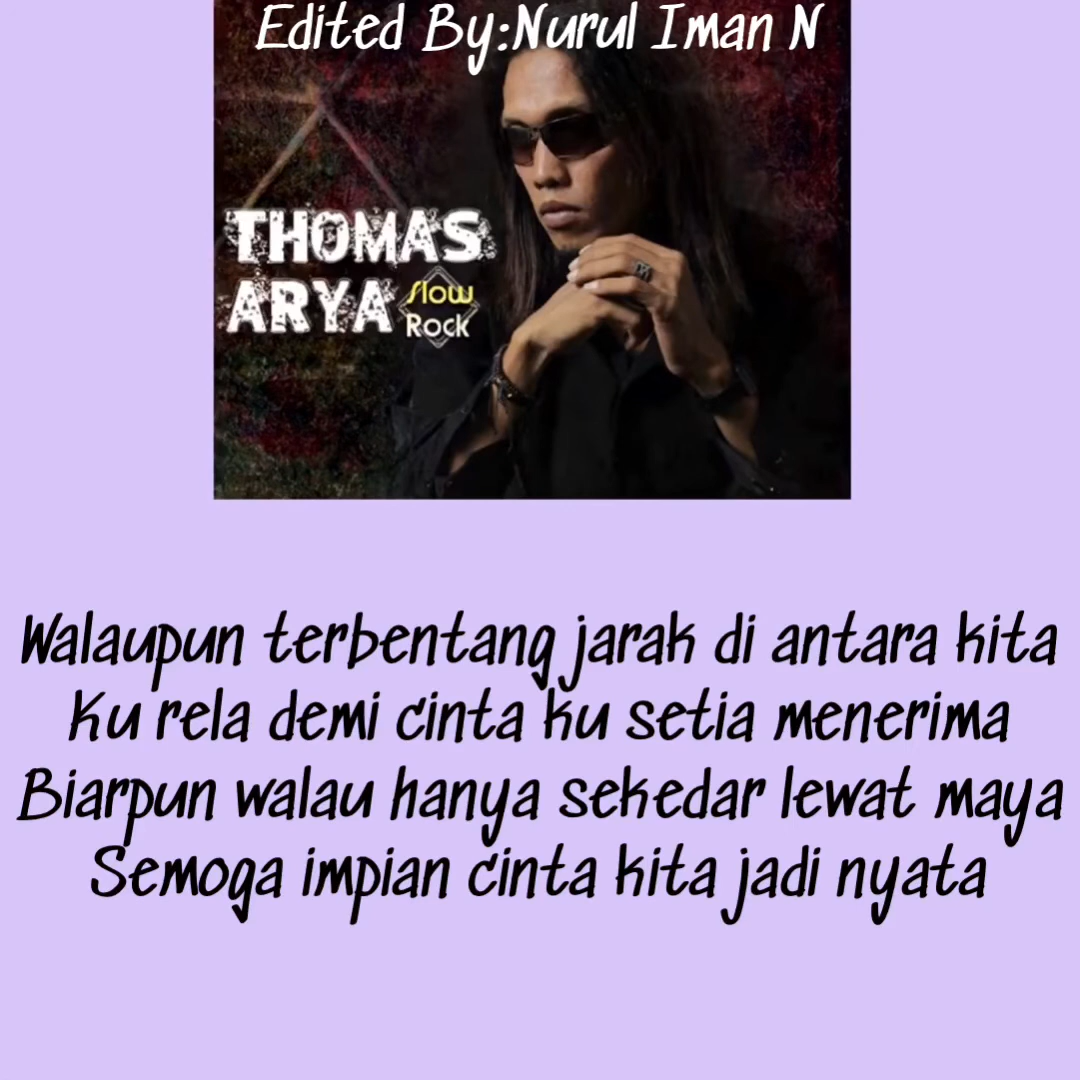 Edited By:Nurul Iman N
THOMAS
ARYA
Slow
Rock
Walaupun terbentang jarak di antara kita
Ku rela demi cinta ku setia menerima
Biarpun walau hanya sekedar lewat maya
Semoga impian cinta kita jadi nyata